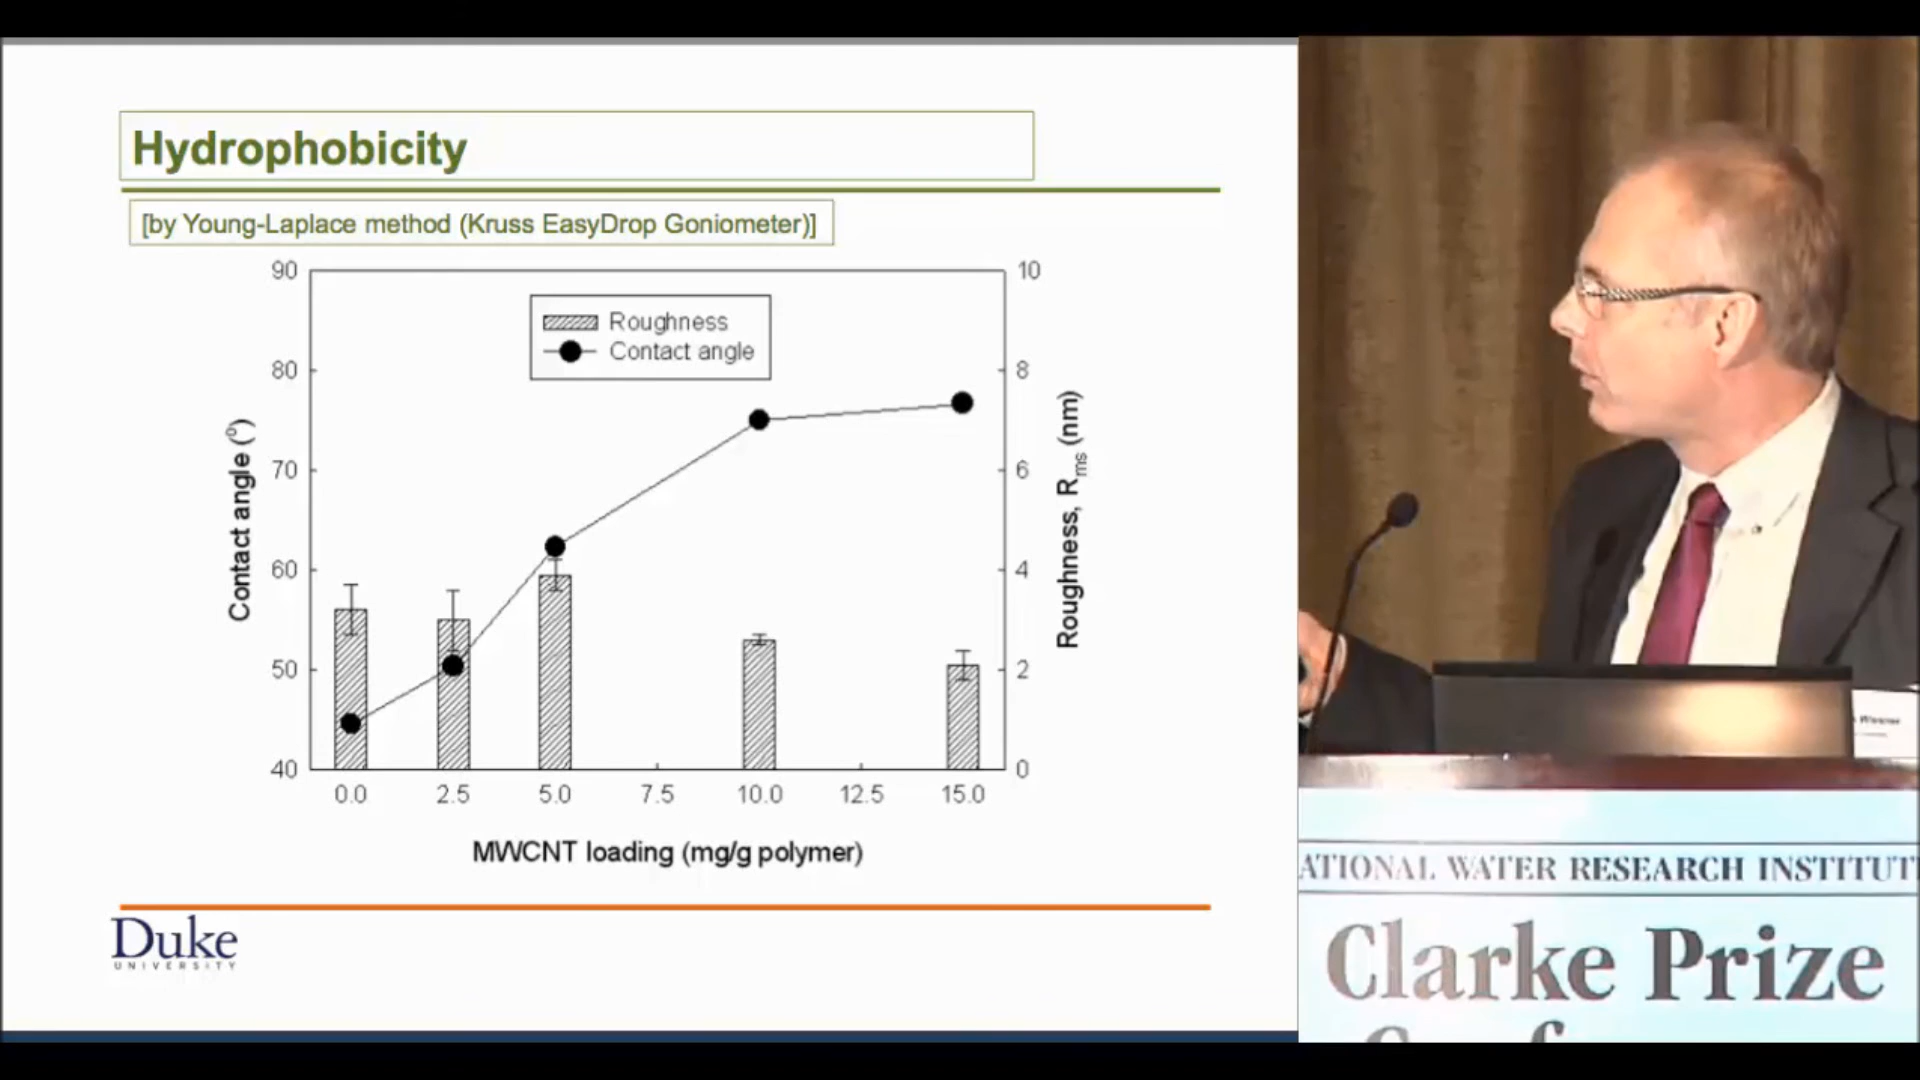 Hydrophobicity
[by Young-Laplace method (Kruss EasyDrop Goniometer)]
90
80
70
60
50
40
Contact angle (º)
Roughness
Contact angle
10
8
6
4
2
0
Roughness, Rms (nm)
0.0 2.5 5.0 7.5 10.0 12.5 15.0
MWCNT loading (mg/g polymer)
Duke
UNIVERSITY
ATIONAL WATER RESEARCH INSTITUT
Clarke Prize